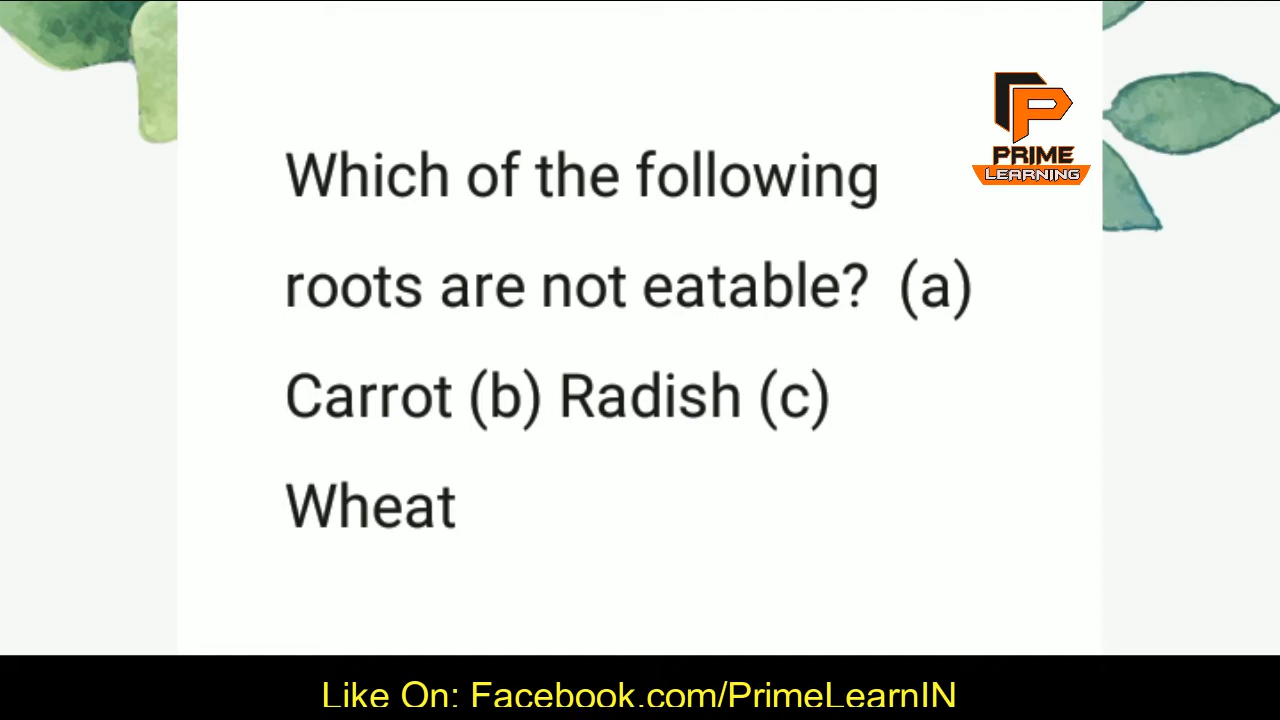 Which of the following
roots are not eatable?  (a)
Carrot (b) Radish (c)
Wheat
PRIME
LEARNING
Like On: Facebook.com/PrimeLearnIN